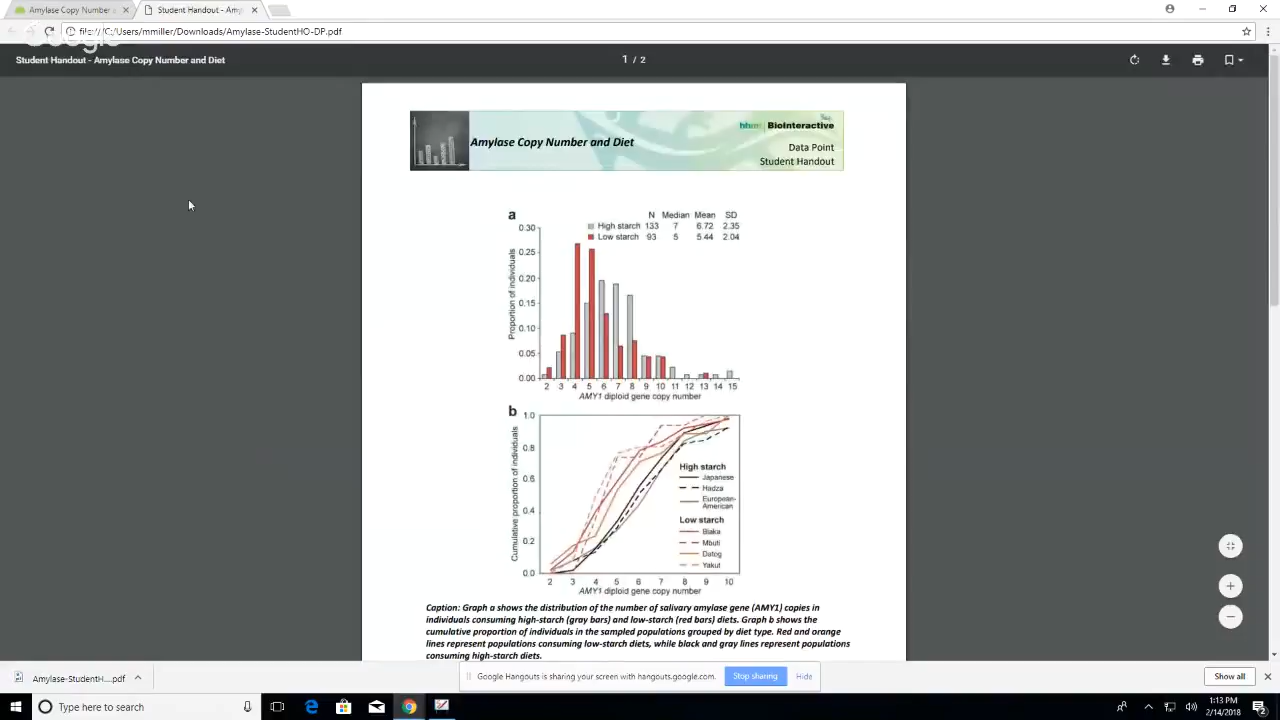 Amylase Copy Number a
Student Handout - Amy
file:///C:/Users/mmiller/Downloads/Amylase-StudentHO-DP.pdf
Google
Student Handout - Amylase Copy Number and Diet
1 / 2
hhmi BioInteractive
Amylase Copy Number and Diet
Data Point
Student Handout
a
N Median Mean SD
High starch 133 7 6.72 2.35
Low starch 93 5 5.44 2.04
0.30
0.25
0.20
0.15
0.10
0.05
0.00
Proportion of individuals
2 3 4 5 6 7 8 9 10 11 12 13 14 15
AMY1 diploid gene copy number
b
1.0
0.8
0.6
0.4
0.2
0.0
Cumulative proportion of individuals
High starch
Japanese
Hadza
European-
American
Low starch
Biaka
Mbuti
Datog
Yakut
2 3 4 5 6 7 8 9 10
AMY1 diploid gene copy number
Caption: Graph a shows the distribution of the number of salivary amylase gene (AMY1) copies in
individuals consuming high-starch (gray bars) and low-starch (red bars) diets. Graph b shows the
cumulative proportion of individuals in the sampled populations grouped by diet type. Red and orange
lines represent populations consuming low-starch diets, while black and gray lines represent populations
consuming high-starch diets.
Amylase-StudentH....pdf
Google Hangouts is sharing your screen with hangouts.google.com.
Stop sharing
Hide
Show all
Type here to search
1:13 PM
2/14/2018
2